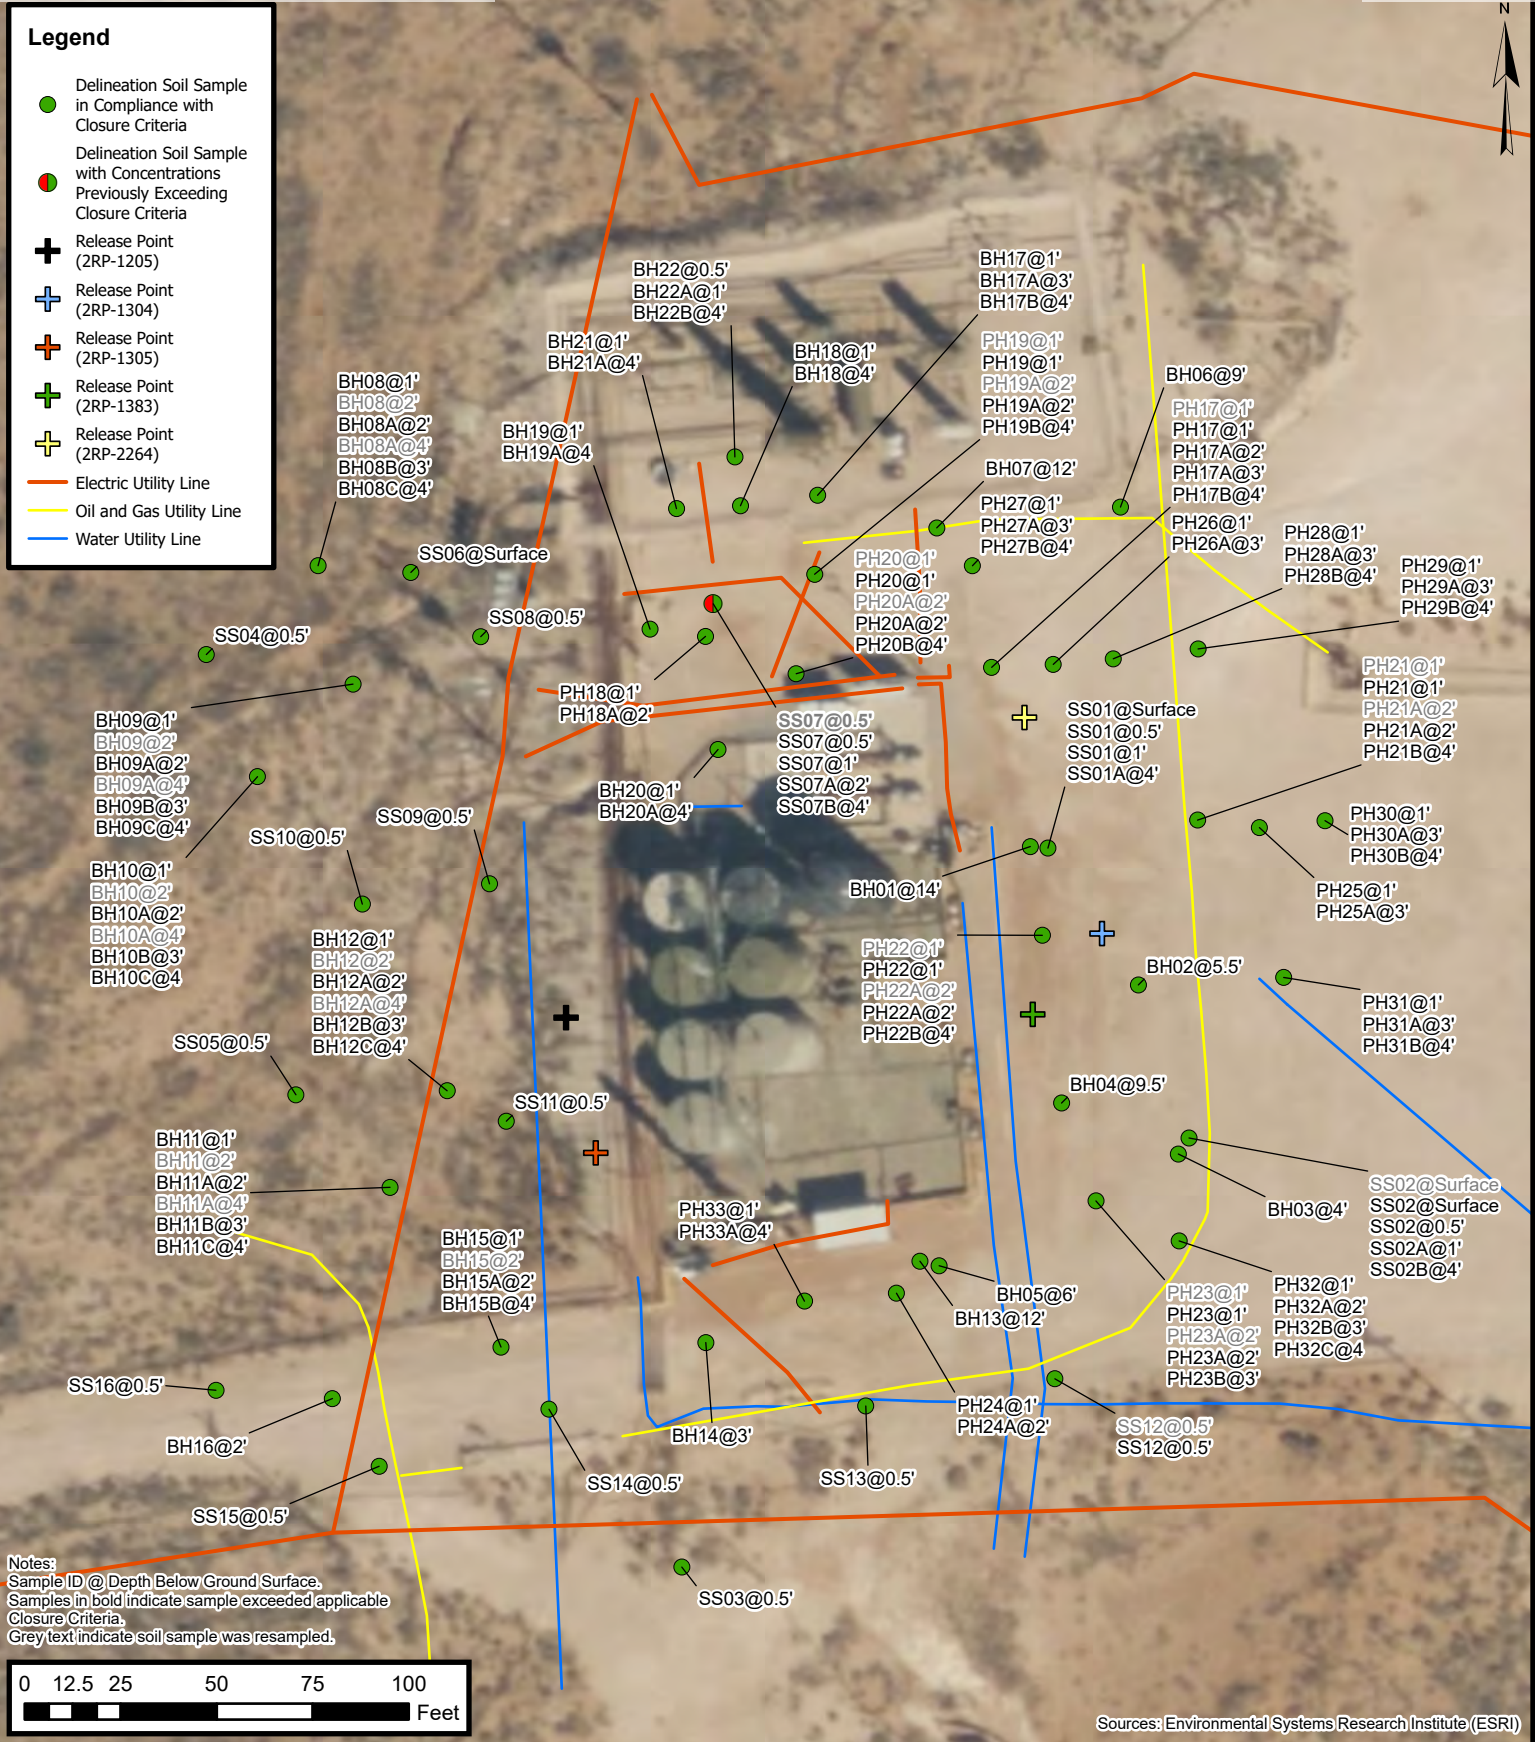 Legend
Delineation Soil Sample
in Compliance with
Closure Criteria
Delineation Soil Sample
with Concentrations
Previously Exceeding
Closure Criteria
Release Point
(2RP-1205)
Release Point
(2RP-1304)
Release Point
(2RP-1305)
Release Point
(2RP-1383)
Release Point
(2RP-2264)
Electric Utility Line
Oil and Gas Utility Line
Water Utility Line
N
BH22@0.5'
BH22A@1'
BH22B@4'
BH17@1'
BH17A@3'
BH17B@4'
BH21@1'
BH21A@4'
BH18@1'
BH18@4'
PH19@1'
PH19@1'
PH19A@2'
PH19A@2'
PH19B@4'
BH06@9'
BH08@1'
BH08@2'
BH08A@2'
BH08A@4'
BH08B@3'
BH08C@4'
BH19@1'
BH19A@4
BH07@12'
PH17@1'
PH17@1'
PH17A@2'
PH17A@3'
PH17B@4'
PH27@1'
PH27A@3'
PH27B@4'
PH26@1'
PH26A@3'
PH28@1'
PH28A@3'
PH28B@4'
PH29@1'
PH29A@3'
PH29B@4'
SS06@Surface
PH20@1'
PH20@1'
PH20A@2'
PH20A@2'
PH20B@4'
SS08@0.5'
SS04@0.5'
PH21@1'
PH21@1'
PH21A@2'
PH21A@2'
PH21B@4'
PH18@1'
PH18A@2'
BH09@1'
BH09@2'
BH09A@2'
BH09A@4'
BH09B@3'
BH09C@4'
SS07@0.5'
SS07@0.5'
SS07@1'
SS07A@2'
SS07B@4'
SS01@Surface
SS01@0.5'
SS01@1'
SS01A@4'
BH20@1'
BH20A@4'
SS09@0.5'
SS10@0.5'
PH30@1'
PH30A@3'
PH30B@4'
BH10@1'
BH10@2'
BH10A@2'
BH10A@4'
BH10B@3'
BH10C@4
BH01@14'
PH25@1'
PH25A@3'
BH12@1'
BH12@2'
BH12A@2'
BH12A@4'
BH12B@3'
BH12C@4'
PH22@1'
PH22@1'
PH22A@2'
PH22A@2'
PH22B@4'
BH02@5.5'
PH31@1'
PH31A@3'
PH31B@4'
SS05@0.5'
BH04@9.5'
SS11@0.5'
BH11@1'
BH11@2'
BH11A@2'
BH11A@4'
BH11B@3'
BH11C@4'
SS02@Surface
SS02@Surface
SS02@0.5'
SS02A@1'
SS02B@4'
BH03@4'
PH33@1'
PH33A@4'
BH15@1'
BH15@2'
BH15A@2'
BH15B@4'
BH05@6'
BH13@12'
PH23@1'
PH23@1'
PH23A@2'
PH23A@2'
PH23B@3'
PH32@1'
PH32A@2'
PH32B@3'
PH32C@4
SS16@0.5'
BH16@2'
BH14@3'
PH24@1'
PH24A@2'
SS12@0.5'
SS12@0.5'
SS14@0.5'
SS13@0.5'
SS15@0.5'
SS03@0.5'
Notes:
Sample ID @ Depth Below Ground Surface.
Samples in bold indicate sample exceeded applicable
Closure Criteria.
Grey text indicate soil sample was resampled.
0 12.5 25 50 75 100
Feet
Sources: Environmental Systems Research Institute (ESRI)